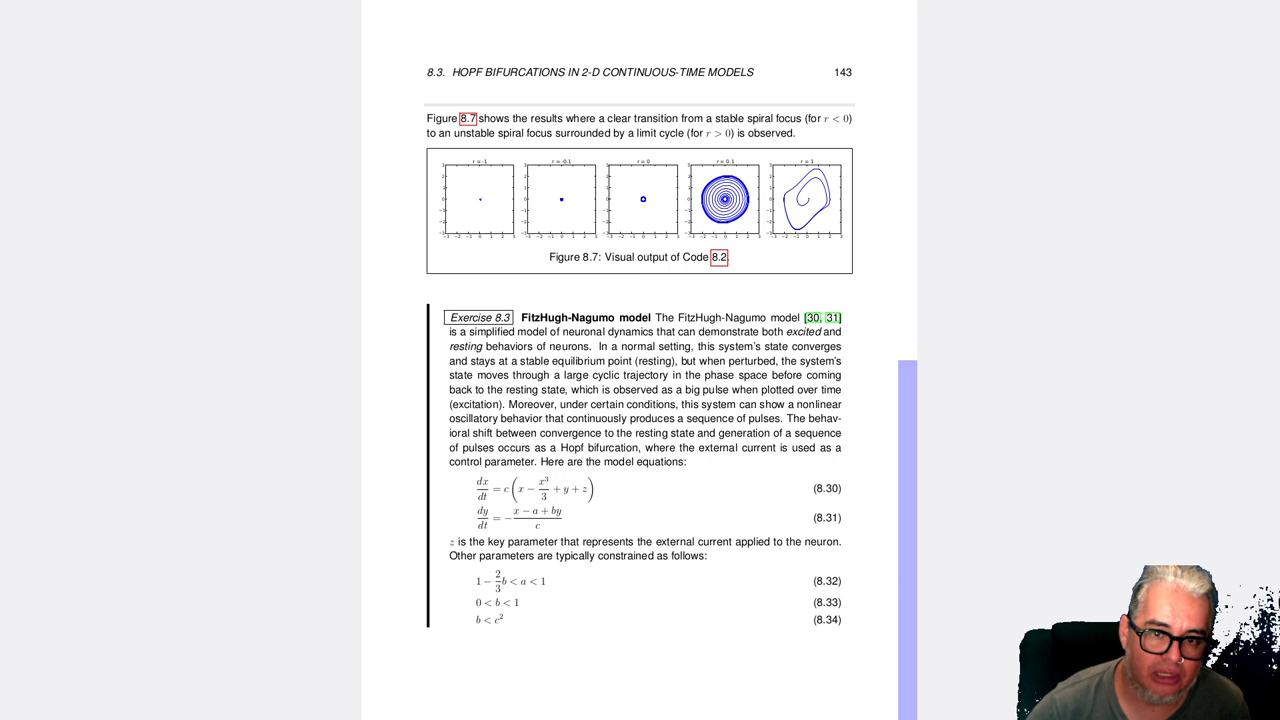 8.3. HOPF BIFURCATIONS IN 2-D CONTINUOUS-TIME MODELS 143
Figure 8.7 shows the results where a clear transition from a stable spiral focus (for r < 0)
to an unstable spiral focus surrounded by a limit cycle (for r > 0) is observed.
r = -1 r = -0.1 r = 0 r = 0.1 r = 1
Figure 8.7: Visual output of Code 8.2.
Exercise 8.3 FitzHugh-Nagumo model The FitzHugh-Nagumo model [30, 31]
is a simplified model of neuronal dynamics that can demonstrate both excited and
resting behaviors of neurons. In a normal setting, this system's state converges
and stays at a stable equilibrium point (resting), but when perturbed, the system's
state moves through a large cyclic trajectory in the phase space before coming
back to the resting state, which is observed as a big pulse when plotted over time
(excitation). Moreover, under certain conditions, this system can show a nonlinear
oscillatory behavior that continuously produces a sequence of pulses. The behav-
ioral shift between convergence to the resting state and generation of a sequence
of pulses occurs as a Hopf bifurcation, where the external current is used as a
control parameter. Here are the model equations:
dx/dt = c(x − x³/3 + y + z) (8.30)
dy/dt = −(x − a + by)/c (8.31)
z is the key parameter that represents the external current applied to the neuron.
Other parameters are typically constrained as follows:
1 − 2/3 b < a < 1 (8.32)
0 < b < 1 (8.33)
b < c² (8.34)